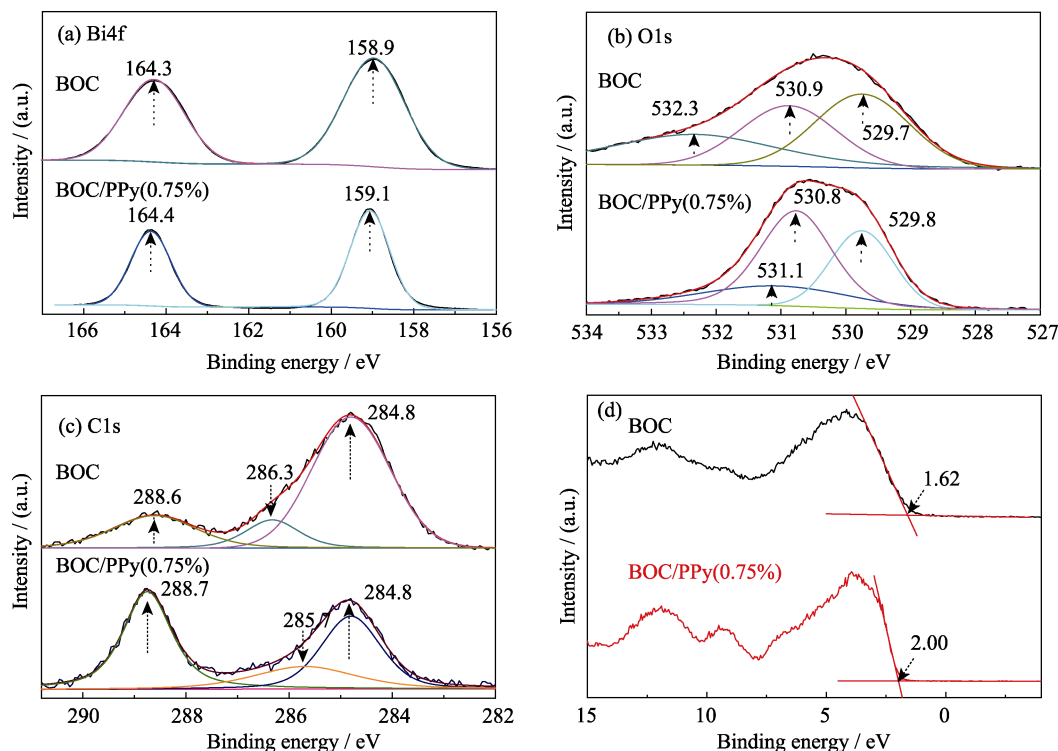 (a) Bi4f
164.3
158.9
BOC
BOC/PPy(0.75%)
164.4
159.1
166 164 162 160 158 156
Binding energy / eV
Intensity / (a.u.)
(b) O1s
BOC
532.3
530.9
529.7
BOC/PPy(0.75%)
530.8
529.8
531.1
534 533 532 531 530 529 528 527
Binding energy / eV
Intensity / (a.u.)
(c) C1s
284.8
BOC
286.3
288.6
BOC/PPy(0.75%)
288.7
284.8
285.7
290 288 286 284 282
Binding energy / eV
Intensity / (a.u.)
(d)
BOC
1.62
BOC/PPy(0.75%)
2.00
15 10 5 0
Binding energy / eV
Intensity / (a.u.)